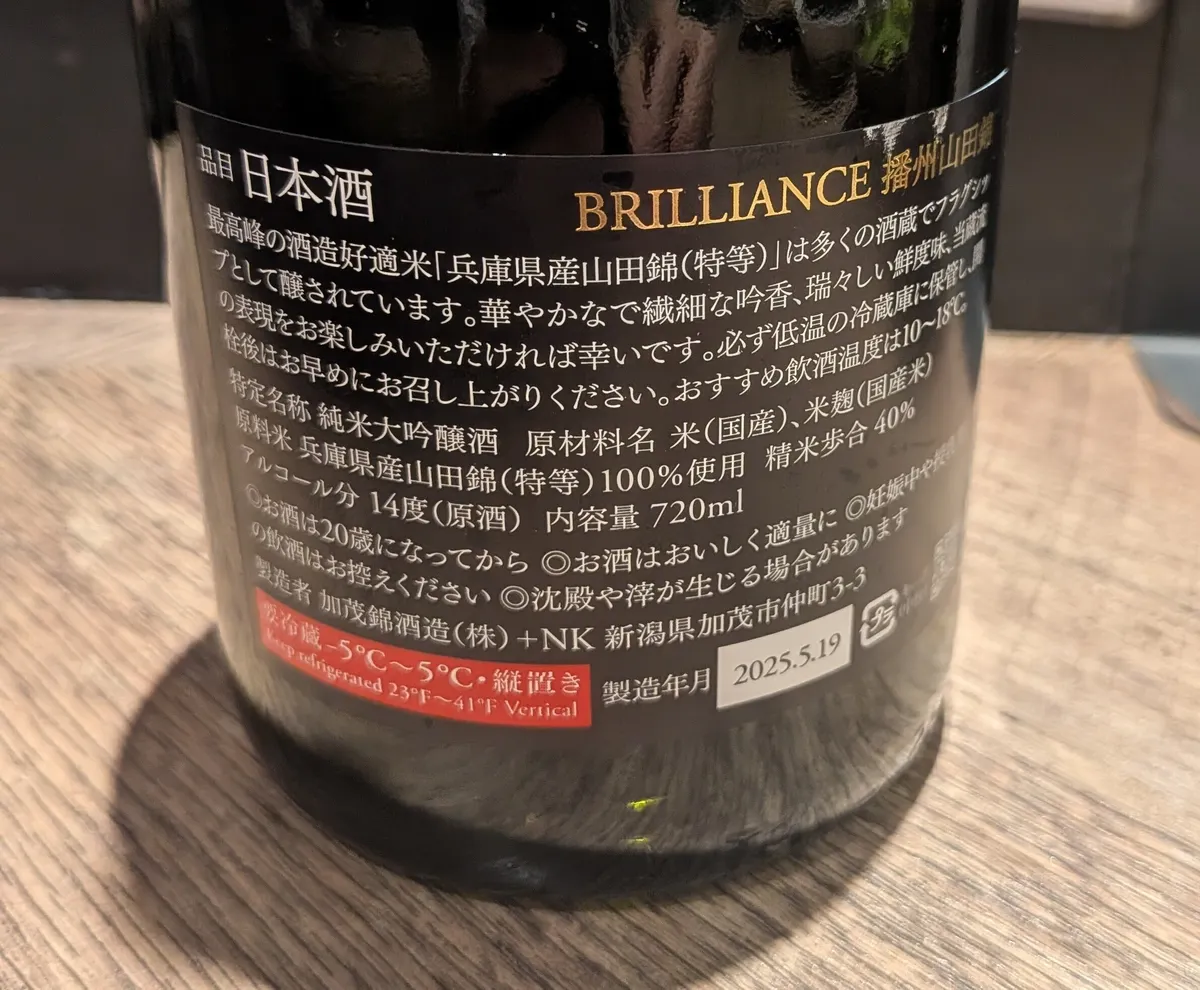 品目 日本酒
BRILLIANCE 播州山田錦
最高峰の酒造好適米「兵庫県産山田錦(特等)」は多くの酒蔵でフラグシッ
プとして醸されています。華やかなで繊細な吟香、瑞々しい鮮度味、当蔵流
の表現をお楽しみいただければ幸いです。必ず低温の冷蔵庫に保管し、開
栓後はお早めにお召し上がりください。おすすめ飲酒温度は10〜18℃。
特定名称 純米大吟醸酒 原材料名 米(国産)、米麹(国産米)
原料米 兵庫県産山田錦(特等)100%使用 精米歩合 40%
アルコール分 14度(原酒) 内容量 720ml
◎お酒は20歳になってから ◎お酒はおいしく適量に ◎妊娠中や授乳
の飲酒はお控えください ◎沈殿や滓が生じる場合があります
製造者 加茂錦酒造(株)+NK 新潟県加茂市仲町3-3
要冷蔵 -5℃〜5℃・縦置き
Keep refrigerated 23°F〜41°F Vertical
製造年月 2025.5.19